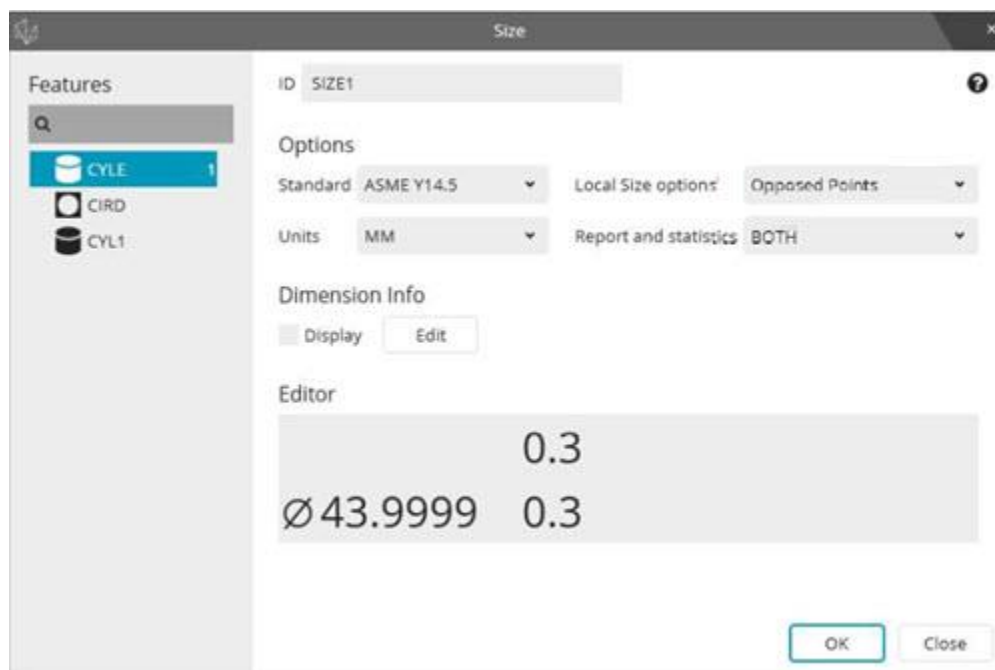 Size
Features
ID SIZE1
Options
CYLE 1
Standard ASME Y14.5 Local Size options Opposed Points
CIRD
Units MM Report and statistics BOTH
CYL1
Dimension Info
Display Edit
Editor
0.3
⌀ 43.9999 0.3
OK Close